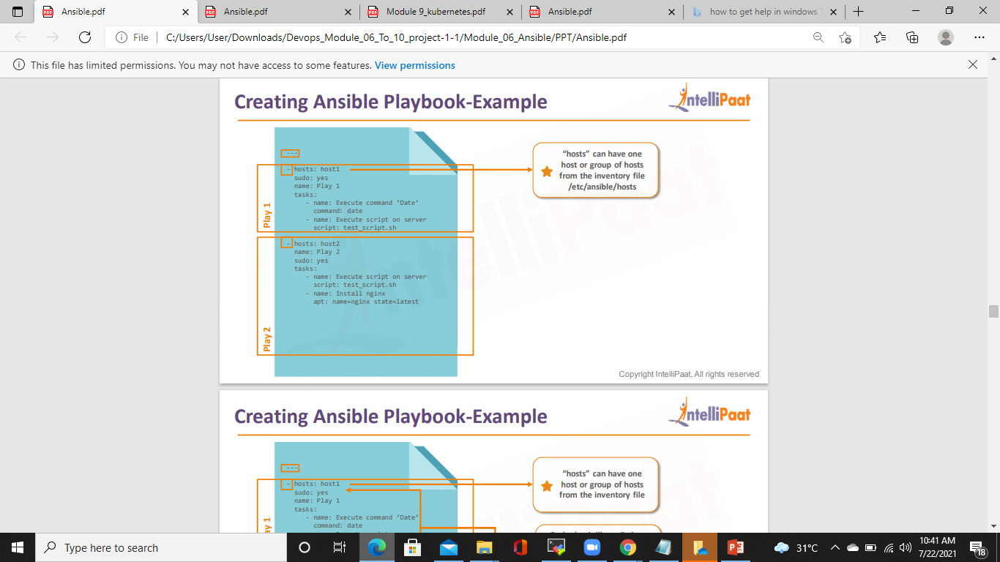 Ansible.pdf
Ansible.pdf
Module 9_kubernetes.pdf
Ansible.pdf
how to get help in windows
File
C:/Users/User/Downloads/Devops_Module_06_To_10_project-1-1/Module_06_Ansible/PPT/Ansible.pdf
This file has limited permissions. You may not have access to some features. View permissions
Creating Ansible Playbook-Example
IntelliPaat
---
- hosts: host1
sudo: yes
name: Play 1
tasks:
- name: Execute command ‘Date’
command: date
- name: Execute script on server
script: test_script.sh
Play 1
- hosts: host2
name: Play 2
sudo: yes
tasks:
- name: Execute script on server
script: test_script.sh
- name: Install nginx
apt: name=nginx state=latest
Play 2
“hosts” can have one
host or group of hosts
from the inventory file
/etc/ansible/hosts
IntelliPaat
Copyright IntelliPaat, All rights reserved
Creating Ansible Playbook-Example
IntelliPaat
---
- hosts: host1
sudo: yes
name: Play 1
tasks:
- name: Execute command ‘Date’
command: date
“hosts” can have one
host or group of hosts
from the inventory file
Type here to search
31°C
10:41 AM
7/22/2021
18